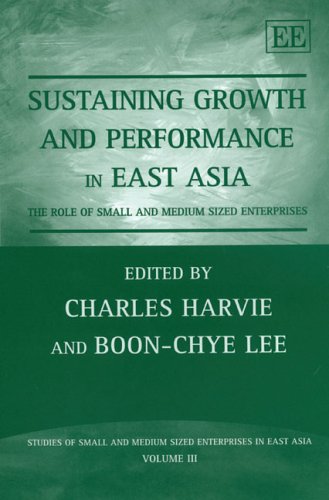 EE
SUSTAINING GROWTH
AND PERFORMANCE
IN EAST ASIA
THE ROLE OF SMALL AND MEDIUM SIZED ENTERPRISES
EDITED BY
CHARLES HARVIE
AND BOON-CHYE LEE
STUDIES OF SMALL AND MEDIUM SIZED ENTERPRISES IN EAST ASIA
VOLUME III